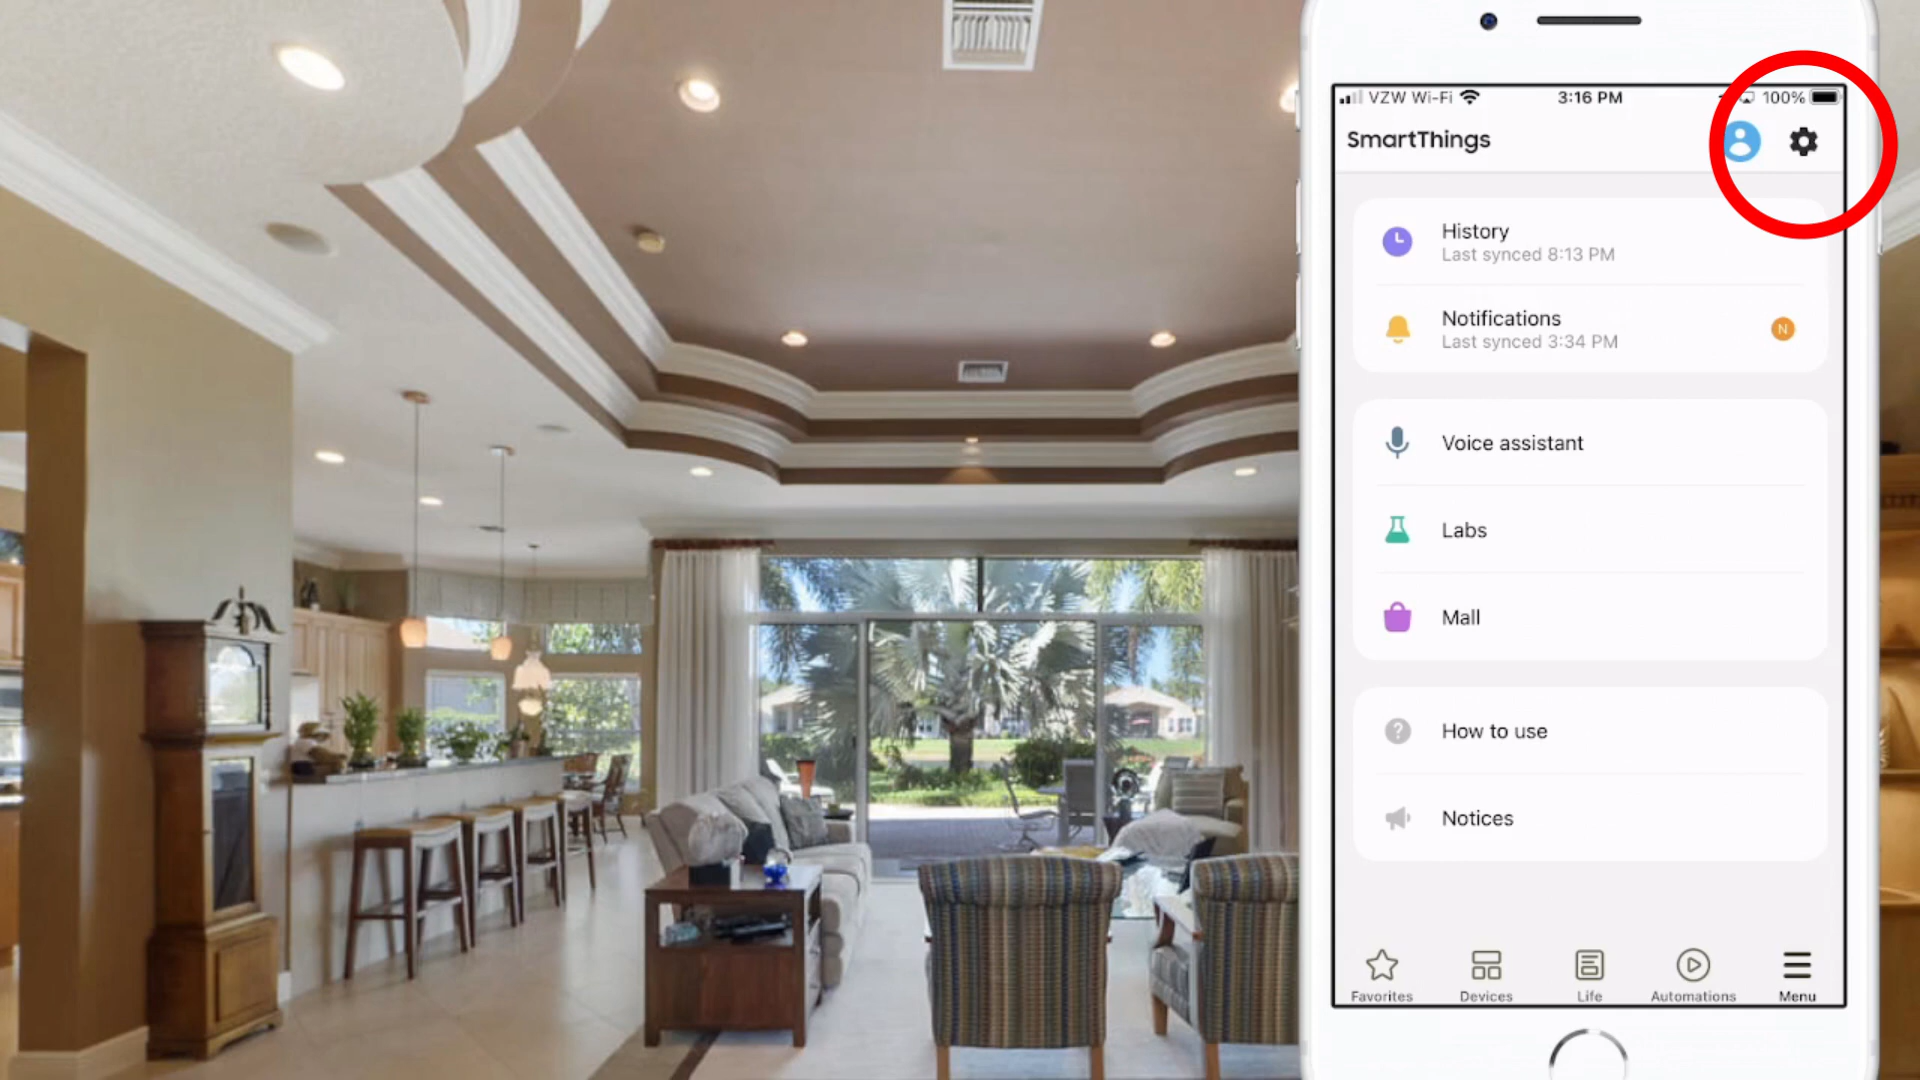 VZW Wi-Fi 3:16 PM 100%
SmartThings
History
Last synced 8:13 PM
Notifications
Last synced 3:34 PM
N
Voice assistant
Labs
Mall
How to use
Notices
Favorites Devices Life Automations Menu